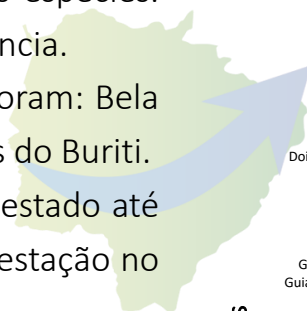 espécies.
ncia.
oram: Bela
s do Buriti.
estado até
estação no
Doi
G
Guia